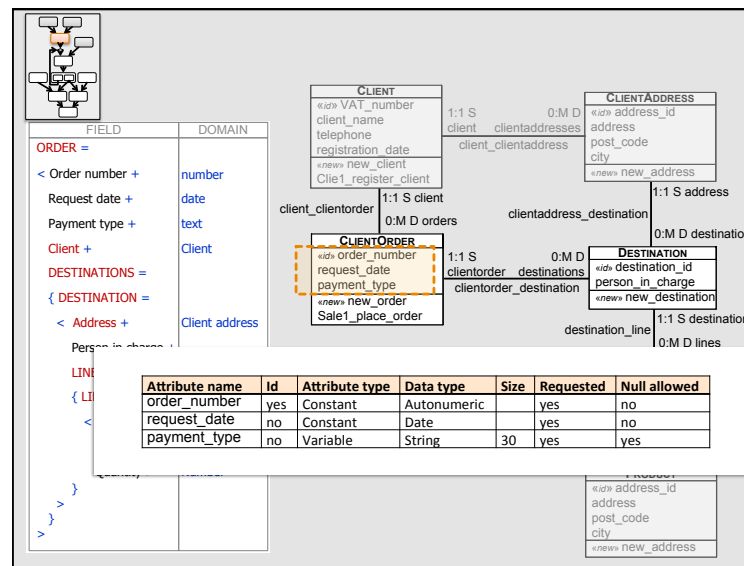 FIELD DOMAIN
ORDER =
< Order number + number
Request date + date
Payment type + text
Client + Client
DESTINATIONS =
{ DESTINATION =
< Address + Client address
LINE
{ LI
<
}
>
}
>
CLIENT
«id» VAT_number
client_name
telephone
registration_date
«new» new_client
Clie1_register_client
1:1 S 0:M D
client clientaddresses
client_clientaddress
CLIENTADDRESS
«id» address_id
address
post_code
city
«new» new_address
1:1 S client
client_clientorder
0:M D orders
1:1 S address
clientaddress_destination
0:M D destinatio
CLIENTORDER
«id» order_number
request_date
payment_type
«new» new_order
Sale1_place_order
1:1 S 0:M D
clientorder destinations
clientorder_destination
DESTINATION
«id» destination_id
person_in_charge
«new» new_destination
1:1 S destination
destination_line
0:M D lines
Attribute name Id Attribute type Data type Size Requested Null allowed
order_number yes Constant Autonumeric yes no
request_date no Constant Date yes no
payment_type no Variable String 30 yes yes
PRODUCT
«id» address_id
address
post_code
city
«new» new_address